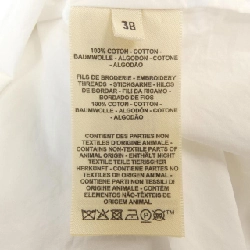 38
100% COTON - COTTON -
BAUMWOLLE - ALGODON - COTONE
- ALGODÃO
FILS DE BRODERIE - EMBROIDERY
THREADS - STICKGARNE - HILOS
DE BORDADO - FILATI RICAMO -
BORDADO DE FIOS
100% COTON - COTTON -
BAUMWOLLE - ALGODON - COTONE
- ALGODÃO
CONTIENT DES PARTIES NON
TEXTILES D'ORIGINE ANIMALE -
CONTAINS NON-TEXTILE PARTS OF
ANIMAL ORIGIN - ENTHÄLT NICHT
TEXTILE TEILE TIERISCHER
HERKUNFT - CONTIENE PARTES
NON TEXTILES DE ORIGEN
ANIMAL - CONTIENE PARTI NON TESSILI DI
ORIGINE ANIMALE - CONTÉM
ELEMENTOS NÃO-TÊXTEIS DE
ORIGEM ANIMAL